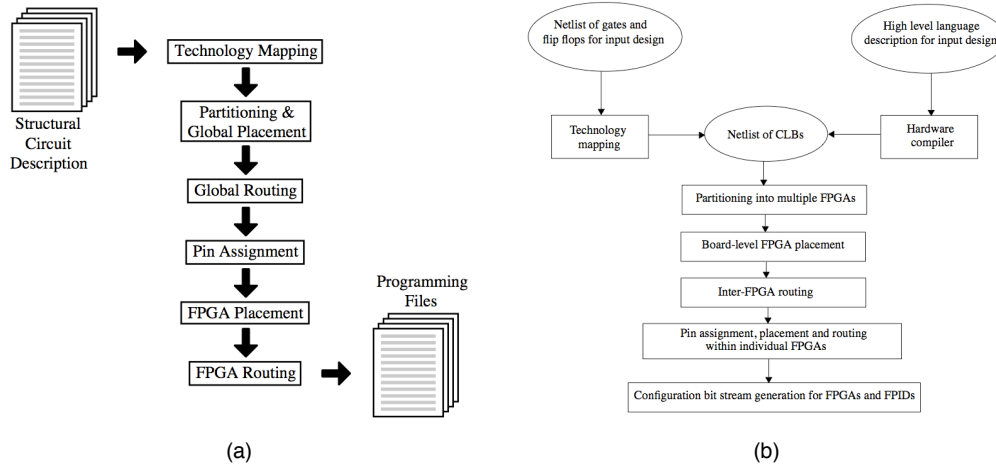 Structural
Circuit
Description
Technology Mapping
Partitioning &
Global Placement
Global Routing
Pin Assignment
FPGA Placement
FPGA Routing
Programming
Files
(a)
Netlist of gates and
flip flops for input design
High level language
description for input design
Technology
mapping
Netlist of CLBs
Hardware
compiler
Partitioning into multiple FPGAs
Board-level FPGA placement
Inter-FPGA routing
Pin assignment, placement and routing
within individual FPGAs
Configuration bit stream generation for FPGAs and FPIDs
(b)